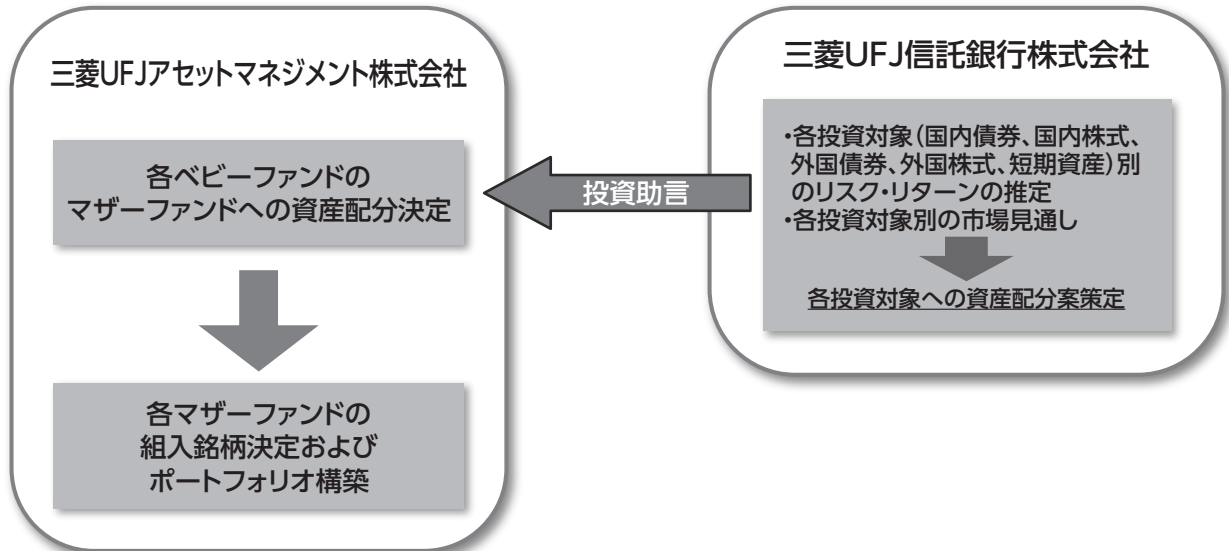 三菱UFJアセットマネジメント株式会社
各ベビーファンドの
マザーファンドへの資産配分決定
各マザーファンドの
組入銘柄決定および
ポートフォリオ構築
投資助言
三菱UFJ信託銀行株式会社
・各投資対象(国内債券、国内株式、
外国債券、外国株式、短期資産)別
のリスク・リターンの推定
・各投資対象別の市場見通し
各投資対象への資産配分案策定